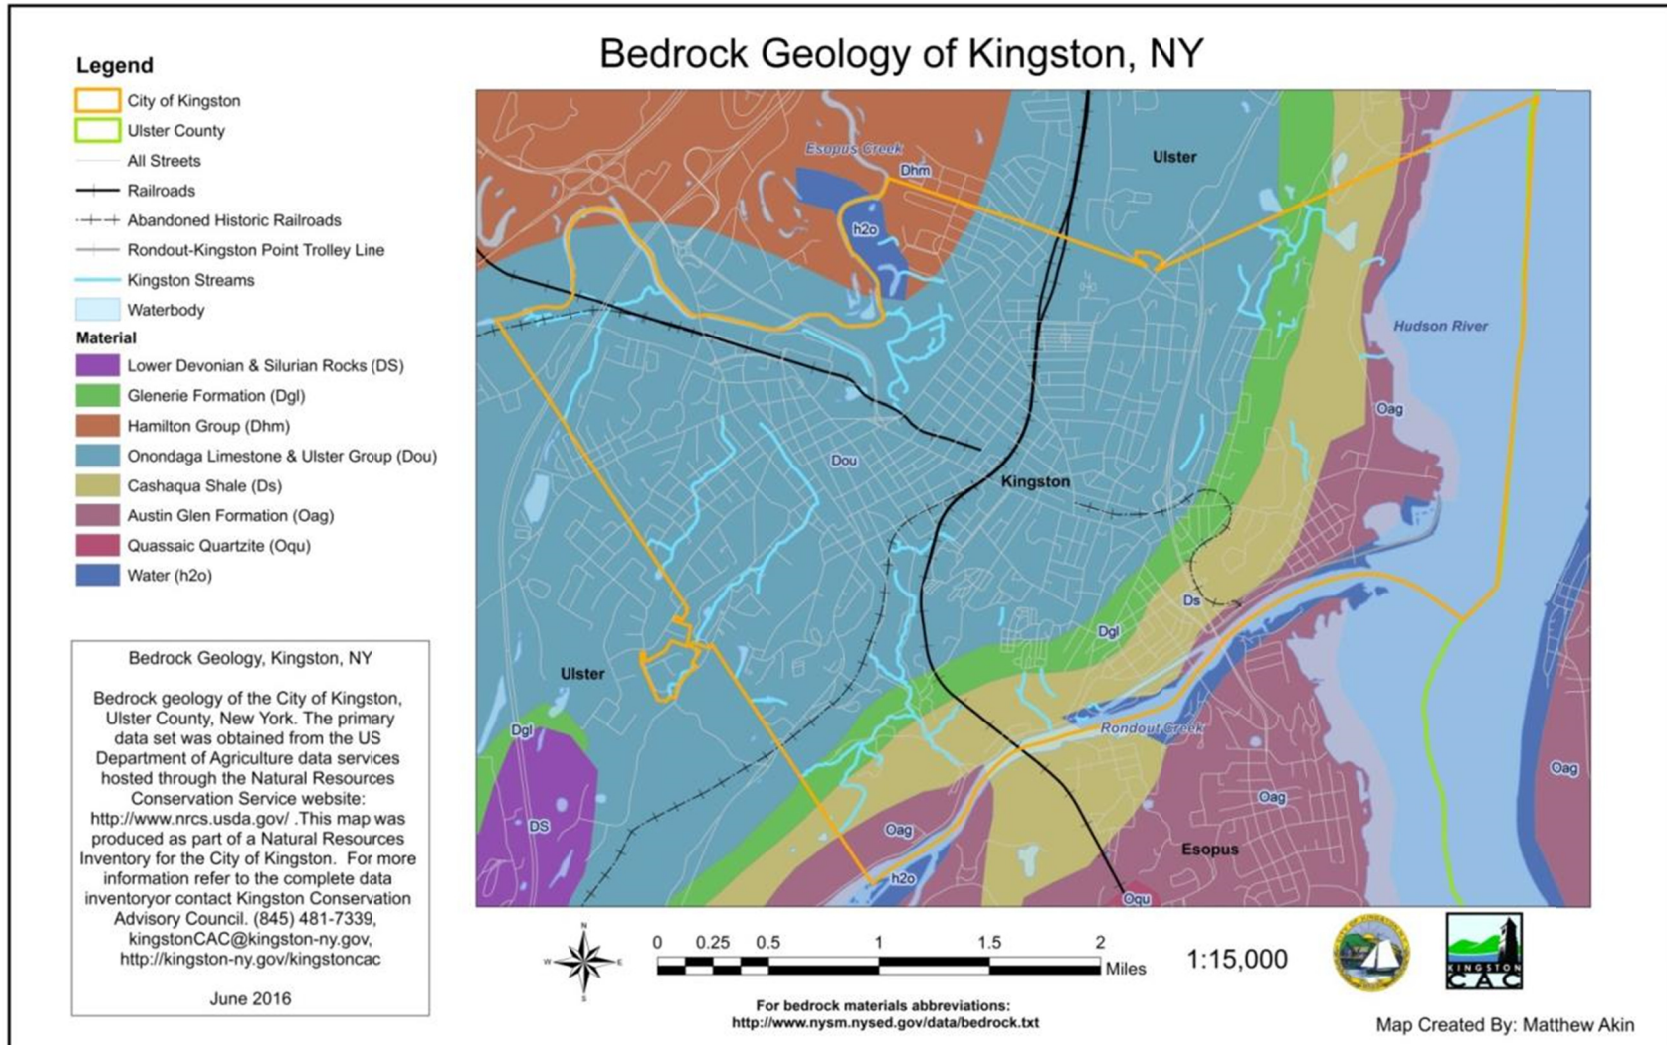 Bedrock Geology of Kingston, NY
Legend
City of Kingston
Ulster County
All Streets
Railroads
Abandoned Historic Railroads
Rondout-Kingston Point Trolley Line
Kingston Streams
Waterbody
Material
Lower Devonian & Silurian Rocks (DS)
Glenerie Formation (Dgl)
Hamilton Group (Dhm)
Onondaga Limestone & Ulster Group (Dou)
Cashaqua Shale (Ds)
Austin Glen Formation (Oag)
Quassaic Quartzite (Oqu)
Water (h2o)
Bedrock Geology, Kingston, NY
Bedrock geology of the City of Kingston,
Ulster County, New York. The primary
data set was obtained from the US
Department of Agriculture data services
hosted through the Natural Resources
Conservation Service website:
http://www.nrcs.usda.gov/ .This map was
produced as part of a Natural Resources
Inventory for the City of Kingston. For more
information refer to the complete data
inventoryor contact Kingston Conservation
Advisory Council. (845) 481-7339,
kingstonCAC@kingston-ny.gov,
http://kingston-ny.gov/kingstoncac
June 2016
Esopus Creek
Dhm
Ulster
h2o
Hudson River
Oag
Dou
Kingston
Ds
Dgl
Ulster
Dgl
Rondout Creek
Oag
Oag
DS
Oag
Esopus
h2o
Oqu
N
W E
S
0 0.25 0.5 1 1.5 2
Miles
1:15,000
KINGSTON
CAC
For bedrock materials abbreviations:
http://www.nysm.nysed.gov/data/bedrock.txt
Map Created By: Matthew Akin